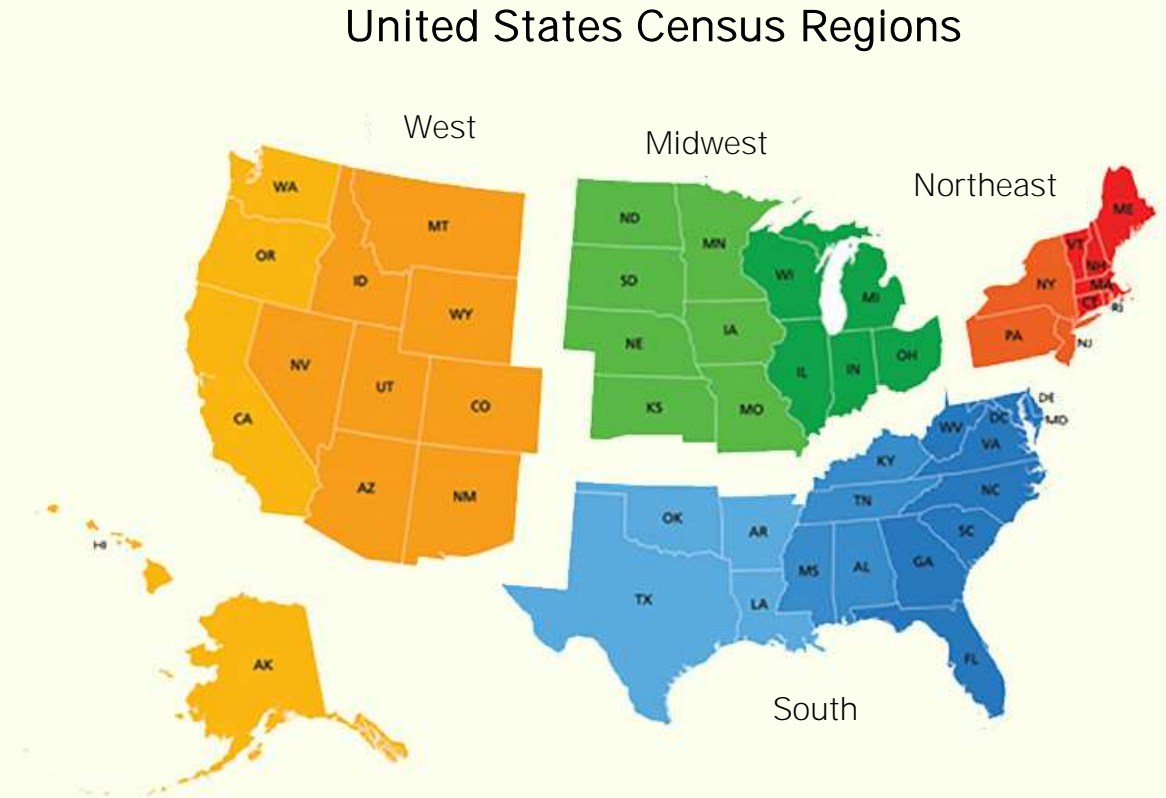 United States Census Regions
West
Midwest
Northeast
WA
MT
OR
ID
WY
NV
UT
CO
CA
AZ
NM
HI
AK
ND
MN
SD
WI
MI
NE
IA
IL
IN
OH
KS
MO
ME
VT
NH
NY
MA
CT
RI
PA
NJ
DE
MD
DC
WV
VA
KY
NC
TN
OK
AR
SC
MS
AL
GA
TX
LA
FL
South